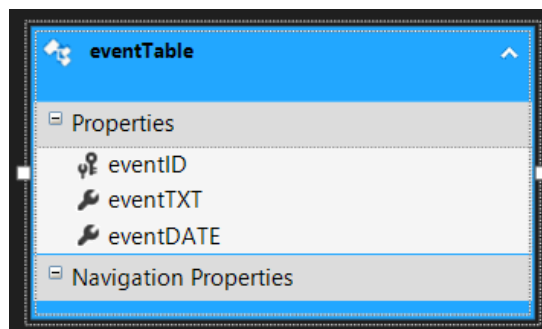 eventTable
Properties
eventID
eventTXT
eventDATE
Navigation Properties